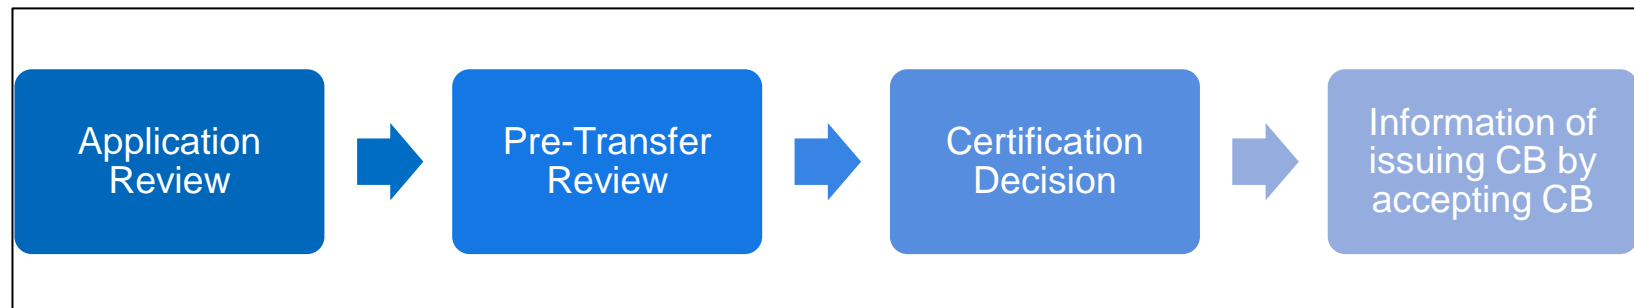 Application
Review
Pre-Transfer
Review
Certification
Decision
Information of
issuing CB by
accepting CB